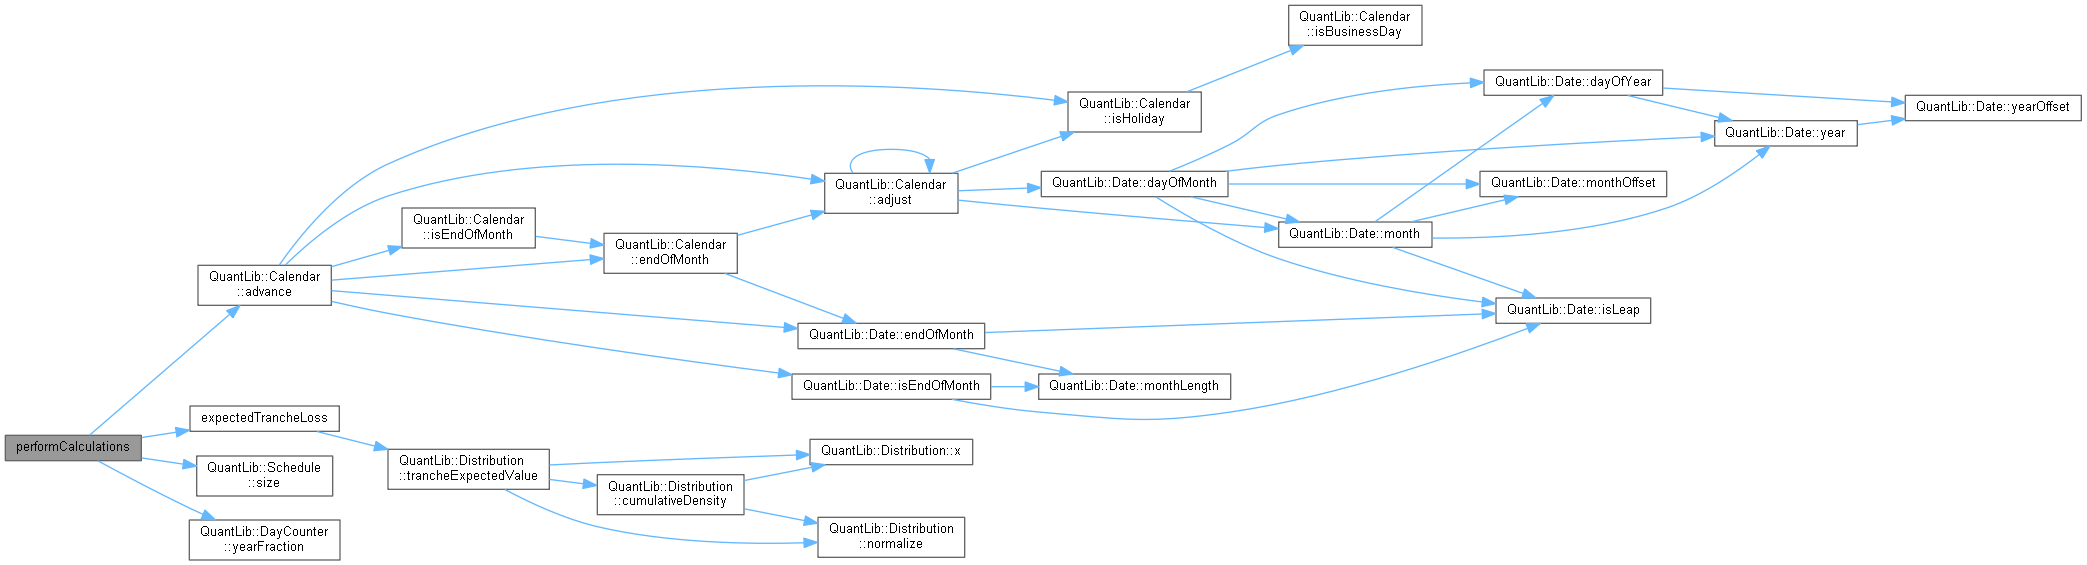 QuantLib::Calendar
::isBusinessDay
QuantLib::Date::dayOfYear
QuantLib::Calendar
::isHoliday
QuantLib::Date::yearOffset
QuantLib::Date::year
QuantLib::Calendar
::adjust
QuantLib::Date::dayOfMonth
QuantLib::Date::monthOffset
QuantLib::Calendar
::isEndOfMonth
QuantLib::Date::month
QuantLib::Calendar
::endOfMonth
QuantLib::Calendar
::advance
QuantLib::Date::isLeap
QuantLib::Date::endOfMonth
QuantLib::Date::isEndOfMonth
QuantLib::Date::monthLength
expectedTrancheLoss
performCalculations
QuantLib::Distribution::x
QuantLib::Distribution
::trancheExpectedValue
QuantLib::Schedule
::size
QuantLib::Distribution
::cumulativeDensity
QuantLib::DayCounter
::yearFraction
QuantLib::Distribution
::normalize